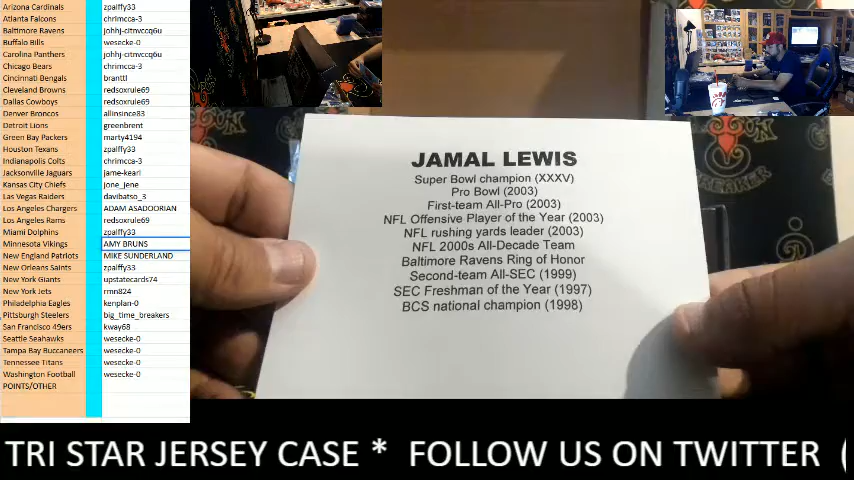 Arizona Cardinals zpalffy33
Atlanta Falcons chrimcca-3
Baltimore Ravens johhj-citnvccq6u
Buffalo Bills wesecke-0
Carolina Panthers johhj-citnvccq6u
Chicago Bears chrimcca-3
Cincinnati Bengals branttl
Cleveland Browns redsoxrule69
Dallas Cowboys redsoxrule69
Denver Broncos allinsince83
Detroit Lions greenbrent
Green Bay Packers marty4194
Houston Texans zpalffy33
Indianapolis Colts chrimcca-3
Jacksonville Jaguars jame-keari
Kansas City Chiefs jone_jene
Las Vegas Raiders davibatso_3
Los Angeles Chargers ADAM ASADOORIAN
Los Angeles Rams redsoxrule69
Miami Dolphins zpalffy33
Minnesota Vikings AMY BRUNS
New England Patriots MIKE SUNDERLAND
New Orleans Saints zpalffy33
New York Giants upstatecards74
New York Jets rmn824
Philadelphia Eagles kenplan-0
Pittsburgh Steelers big_time_breakers
San Francisco 49ers kway68
Seattle Seahawks wesecke-0
Tampa Bay Buccaneers wesecke-0
Tennessee Titans wesecke-0
Washington Football wesecke-0
POINTS/OTHER
JAMAL LEWIS
Super Bowl champion (XXXV)
Pro Bowl (2003)
First-team All-Pro (2003)
NFL Offensive Player of the Year (2003)
NFL rushing yards leader (2003)
NFL 2000s All-Decade Team
Baltimore Ravens Ring of Honor
Second-team All-SEC (1999)
SEC Freshman of the Year (1997)
BCS national champion (1998)
BREAKER
TRI STAR JERSEY CASE * FOLLOW US ON TWITTER (